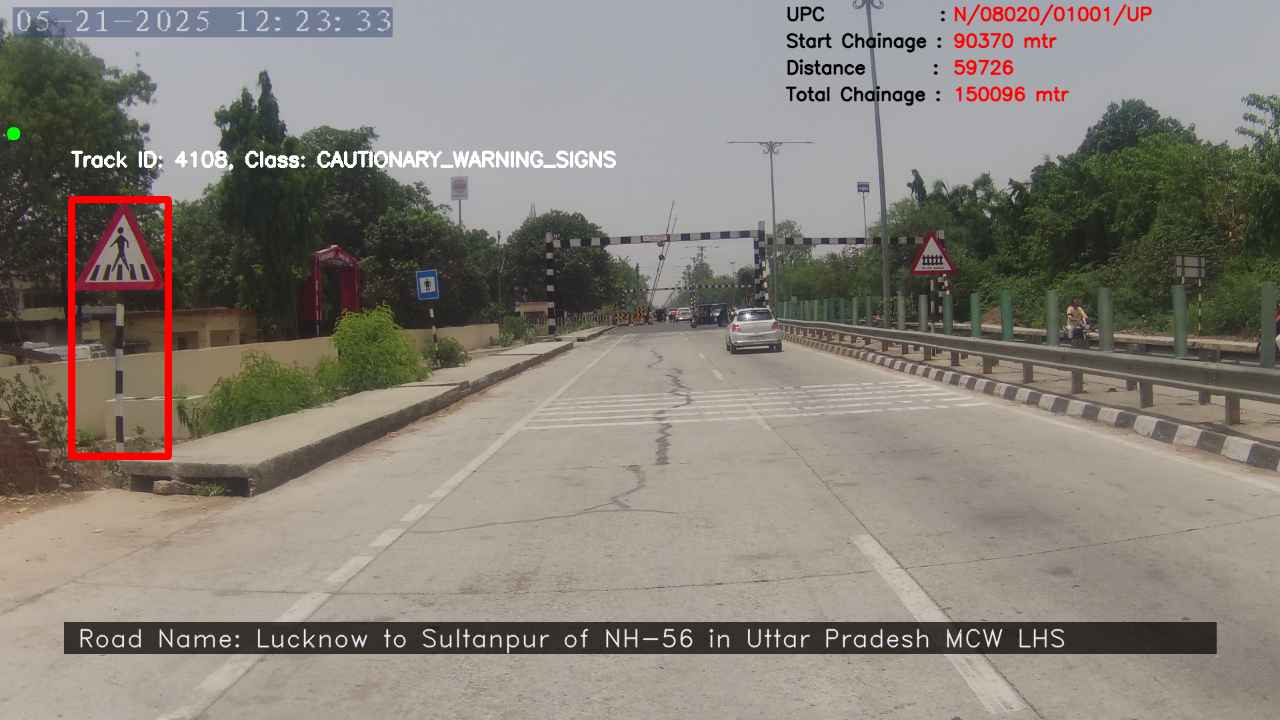 05-21-2025 12:23:33
UPC : N/08020/01001/UP
Start Chainage : 90370 mtr
Distance : 59726
Total Chainage : 150096 mtr
Track ID: 4108, Class: CAUTIONARY_WARNING_SIGNS
Road Name: Lucknow to Sultanpur of NH-56 in Uttar Pradesh MCW LHS